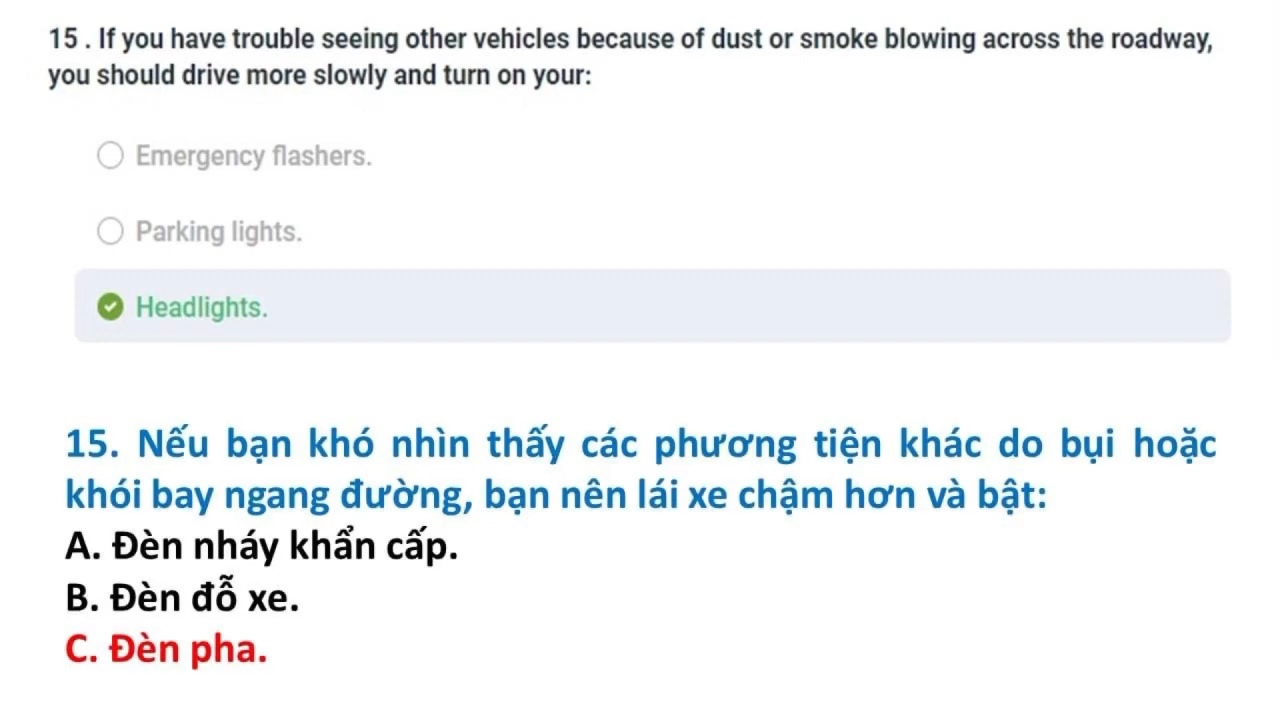 15 . If you have trouble seeing other vehicles because of dust or smoke blowing across the roadway,
you should drive more slowly and turn on your:
Emergency flashers.
Parking lights.
Headlights.
15. Nếu bạn khó nhìn thấy các phương tiện khác do bụi hoặc
khói bay ngang đường, bạn nên lái xe chậm hơn và bật:
A. Đèn nháy khẩn cấp.
B. Đèn đỗ xe.
C. Đèn pha.